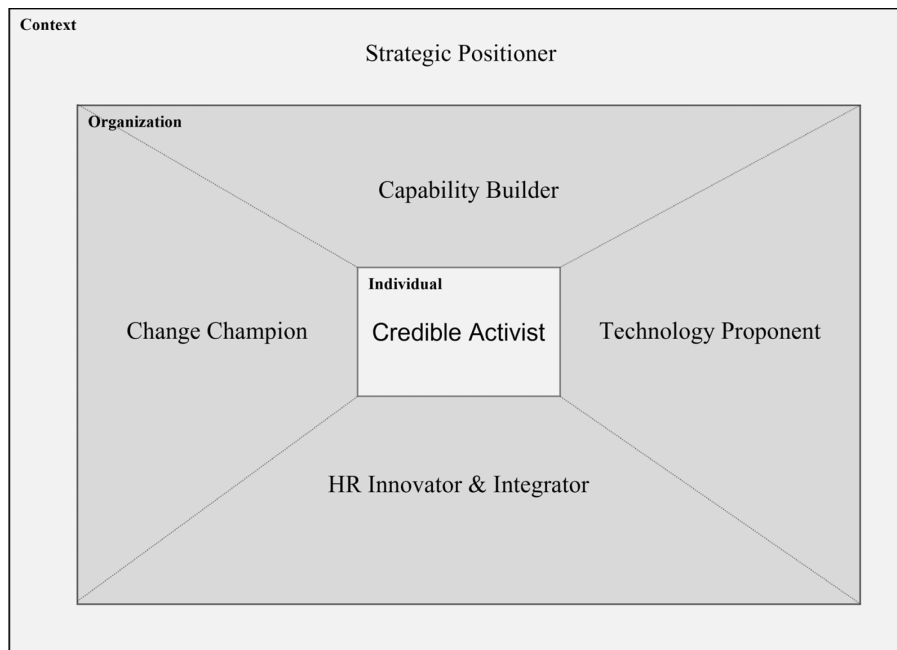 Context
Strategic Positioner
Organization
Capability Builder
Individual
Change Champion
Credible Activist
Technology Proponent
HR Innovator & Integrator